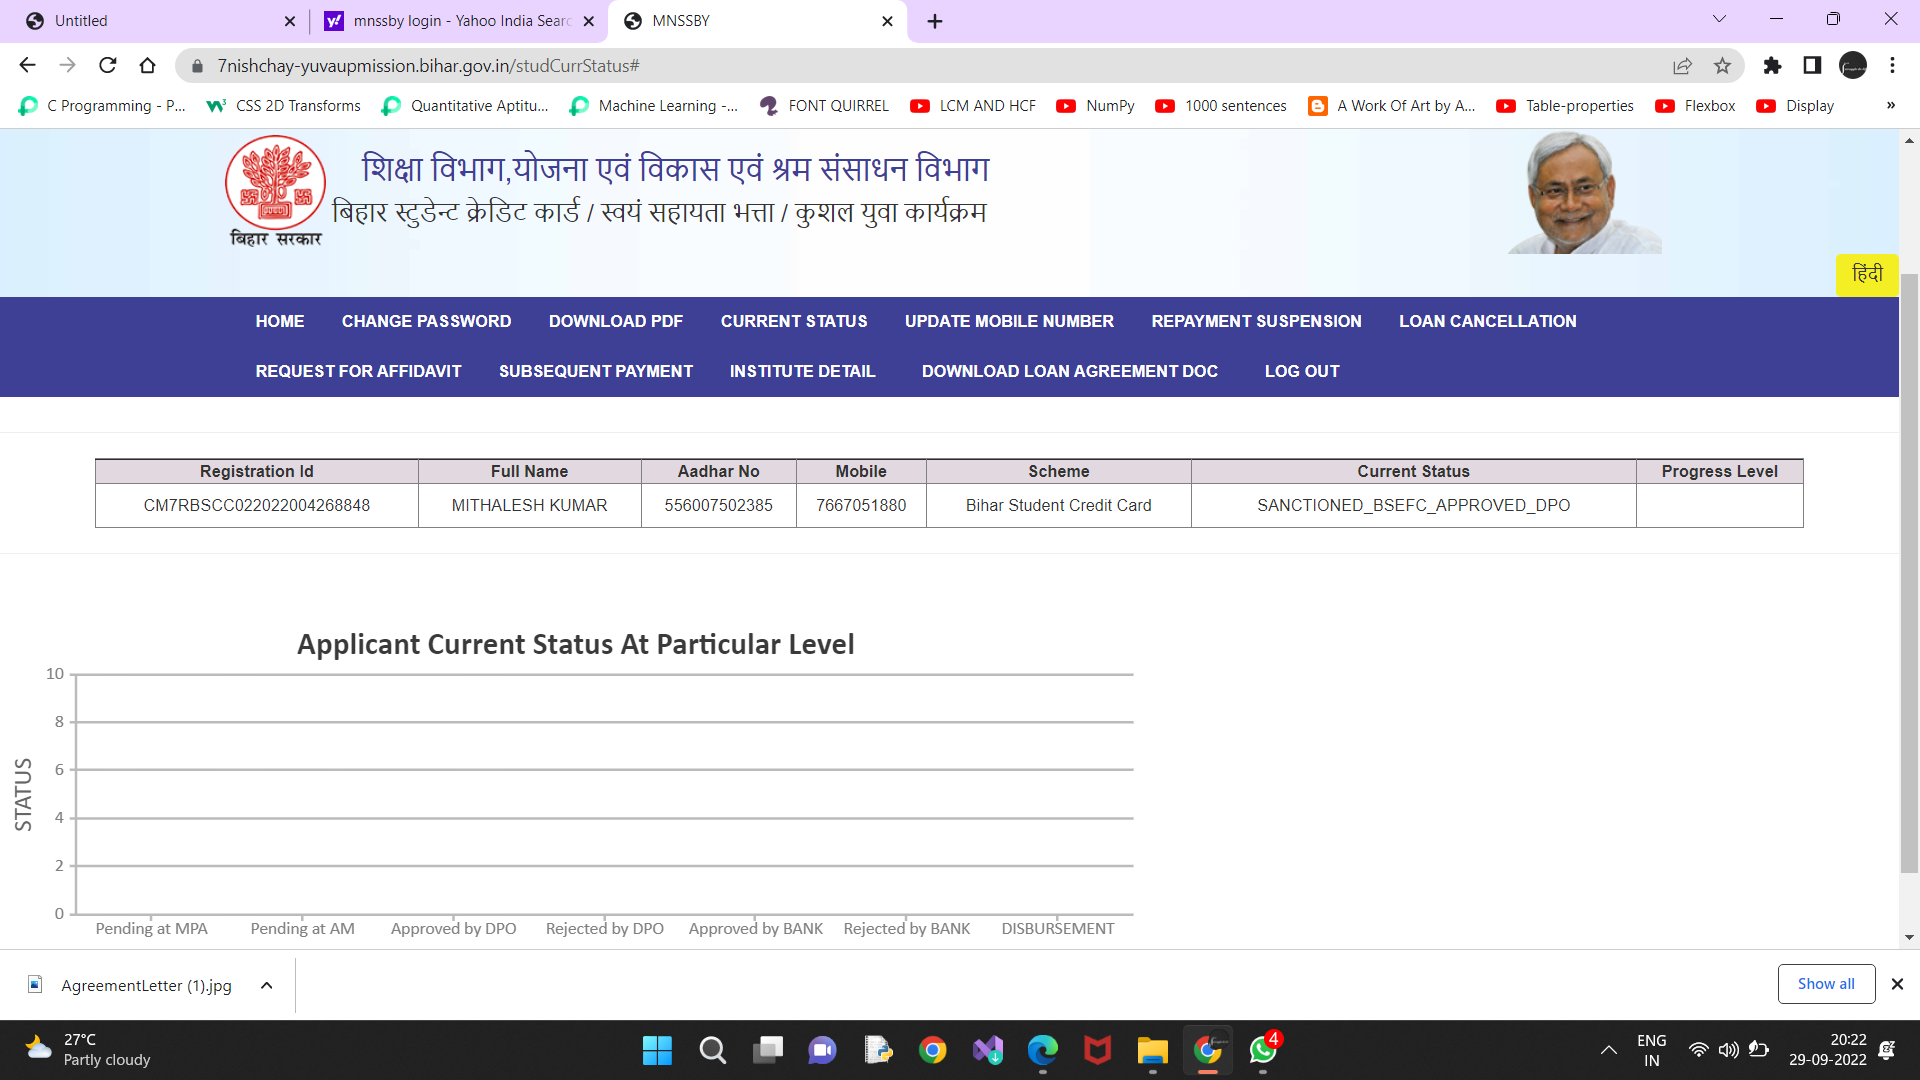 Untitled
mnssby login - Yahoo India Searc
MNSSBY
7nishchay-yuvaupmission.bihar.gov.in/studCurrStatus#
C Programming - P... CSS 2D Transforms Quantitative Aptitu... Machine Learning -... FONT QUIRREL LCM AND HCF NumPy 1000 sentences A Work Of Art by A... Table-properties Flexbox Display »
शिक्षा विभाग,योजना एवं विकास एवं श्रम संसाधन विभाग
बिहार स्टुडेन्ट क्रेडिट कार्ड / स्वयं सहायता भत्ता / कुशल युवा कार्यक्रम
बिहार सरकार
हिंदी
HOME CHANGE PASSWORD DOWNLOAD PDF CURRENT STATUS UPDATE MOBILE NUMBER REPAYMENT SUSPENSION LOAN CANCELLATION
REQUEST FOR AFFIDAVIT SUBSEQUENT PAYMENT INSTITUTE DETAIL DOWNLOAD LOAN AGREEMENT DOC LOG OUT
Registration Id Full Name Aadhar No Mobile Scheme Current Status Progress Level
CM7RBSCC022022004268848 MITHALESH KUMAR 556007502385 7667051880 Bihar Student Credit Card SANCTIONED_BSEFC_APPROVED_DPO
Applicant Current Status At Particular Level
10
8
6
4
2
0
STATUS
Pending at MPA Pending at AM Approved by DPO Rejected by DPO Approved by BANK Rejected by BANK DISBURSEMENT
AgreementLetter (1).jpg
Show all
27°C
Partly cloudy
4
ENG
IN
20:22
29-09-2022